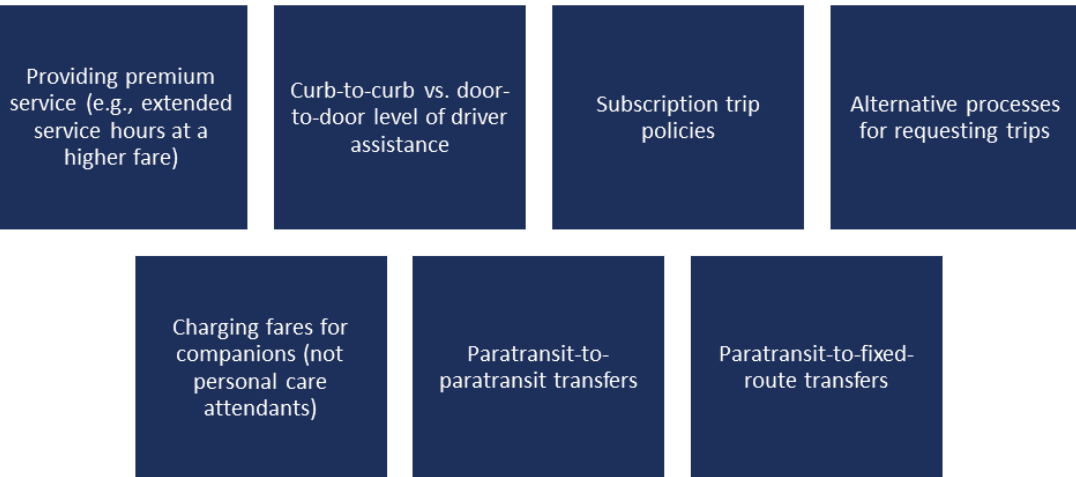 Providing premium
service (e.g., extended
service hours at a
higher fare)
Curb-to-curb vs. door-
to-door level of driver
assistance
Subscription trip
policies
Alternative processes
for requesting trips
Charging fares for
companions (not
personal care
attendants)
Paratransit-to-
paratransit transfers
Paratransit-to-fixed-
route transfers